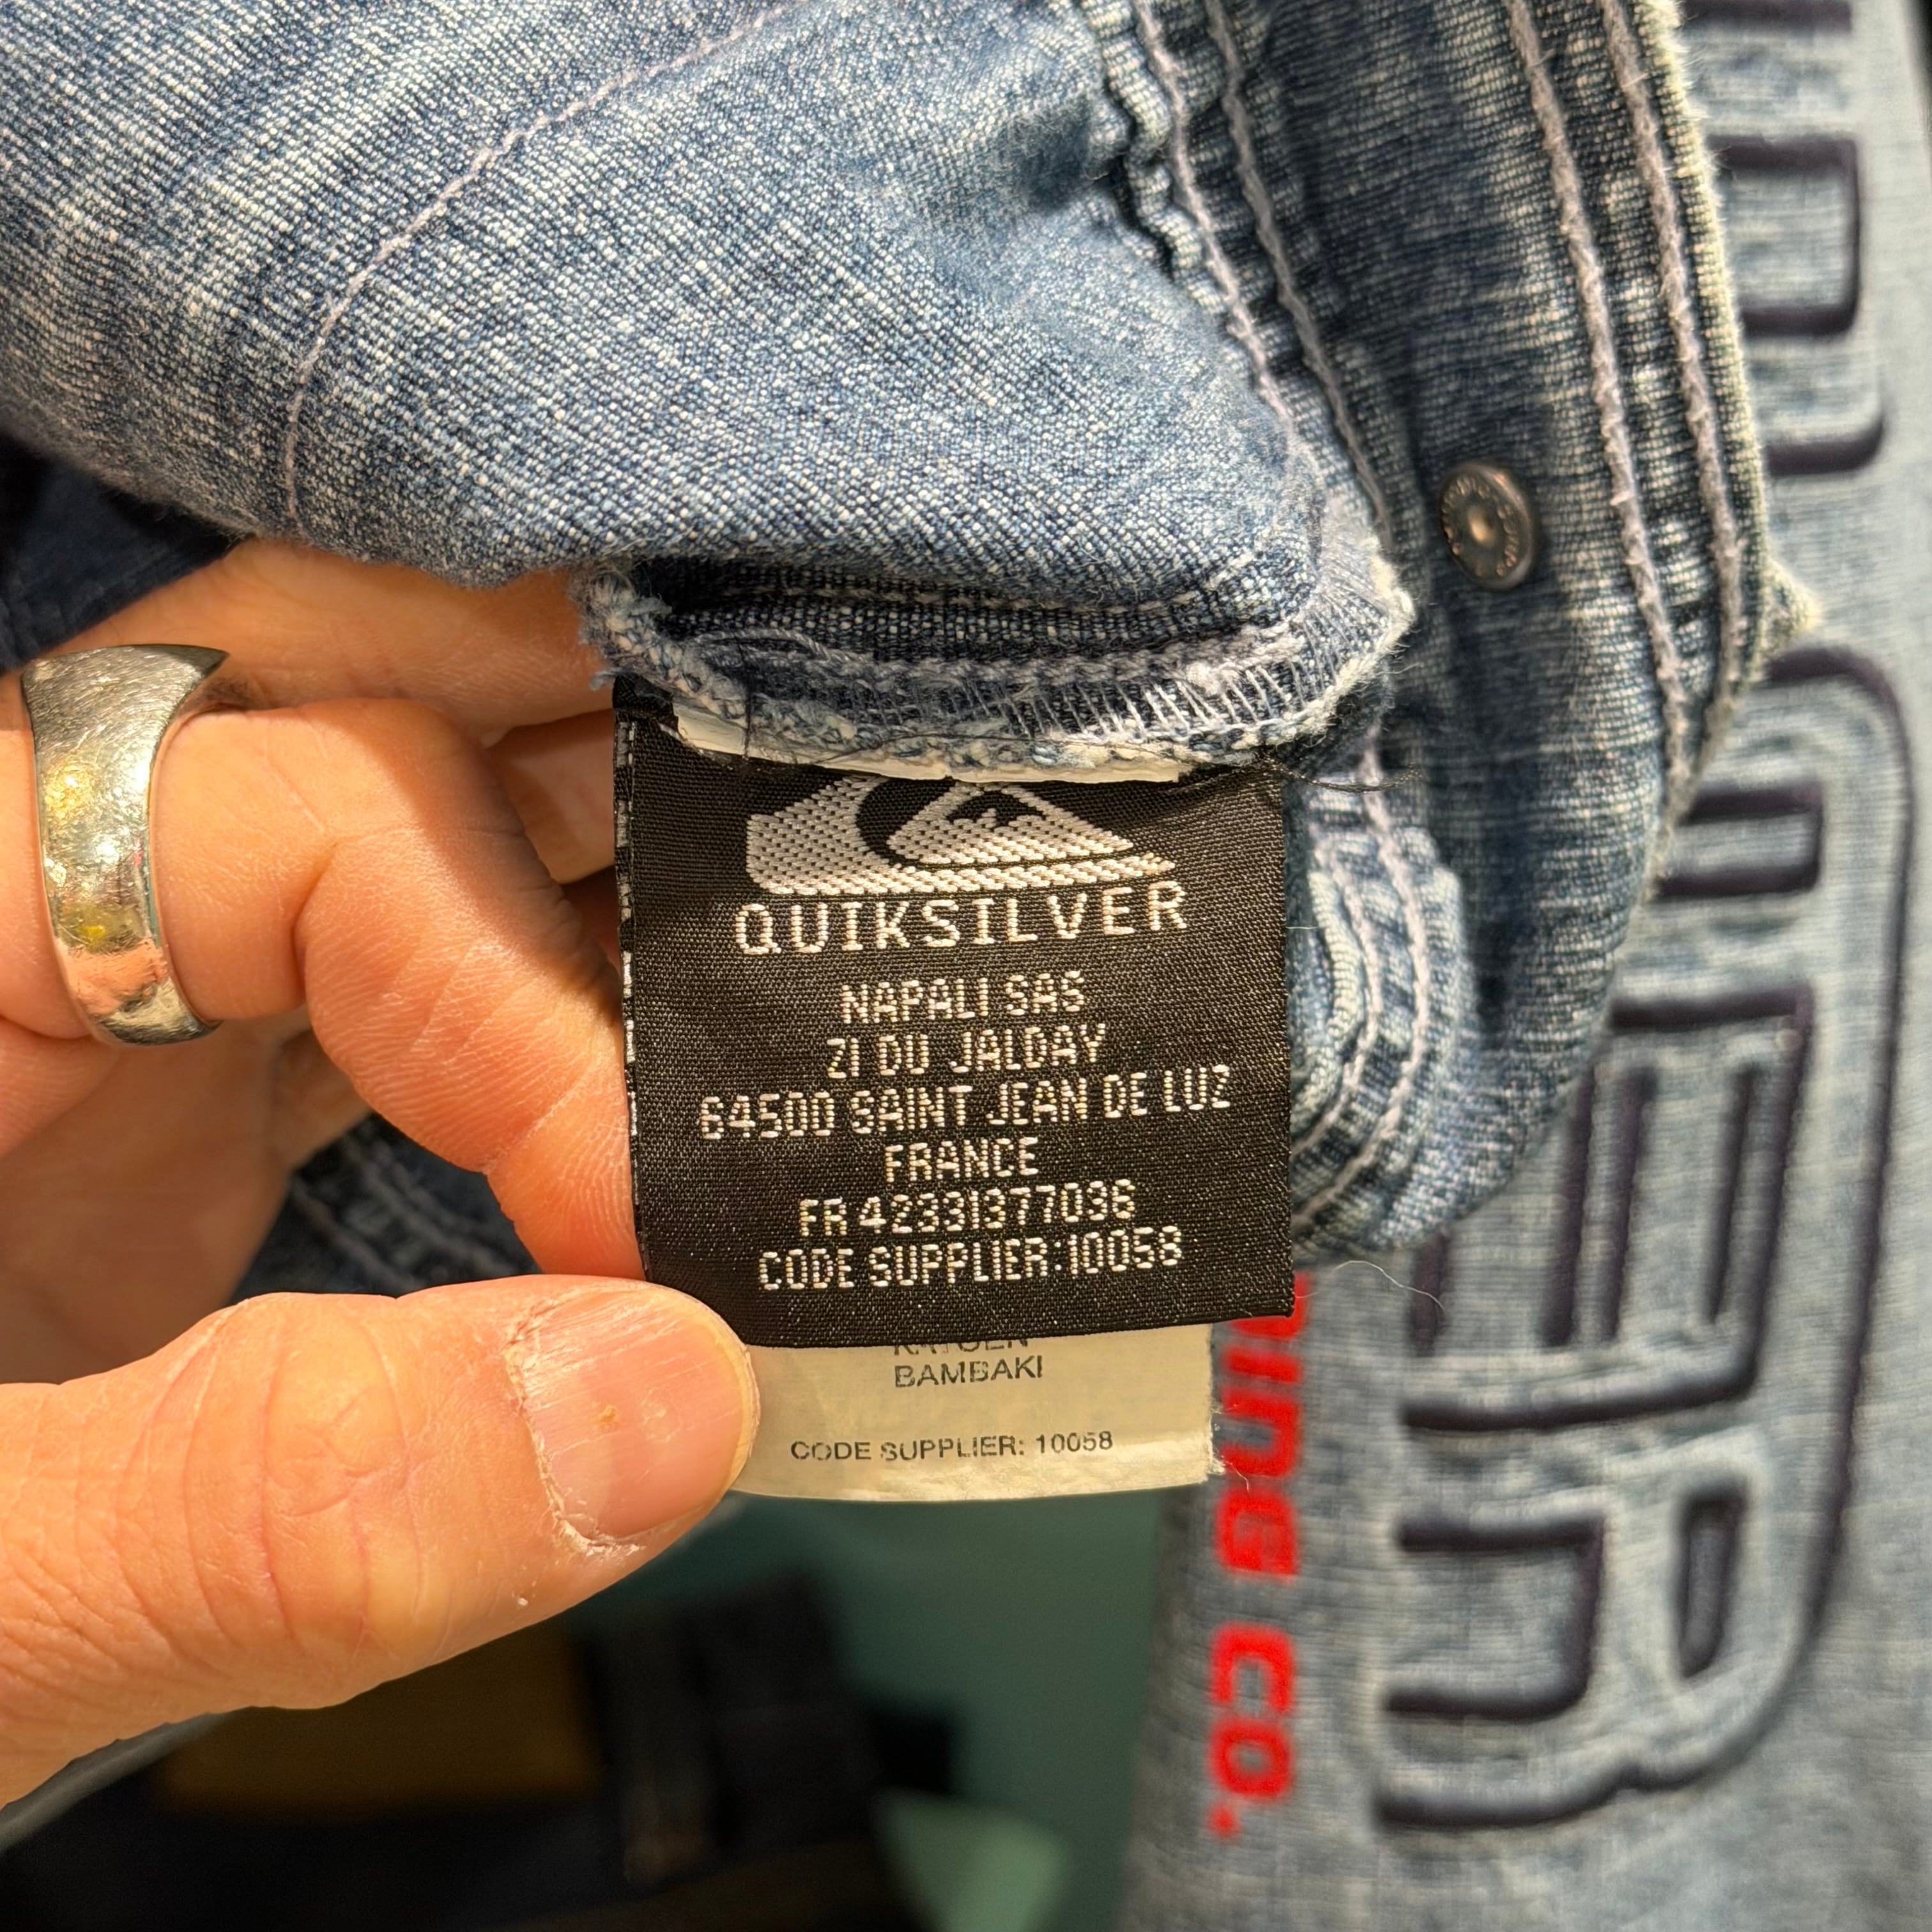 QUIKSILVER
NAPALI SAS
ZI DU JALDAY
64500 SAINT JEAN DE LUZ
FRANCE
FR 42331377036
CODE SUPPLIER:10058
BAMBAKI
CODE SUPPLIER: 10058
CO.